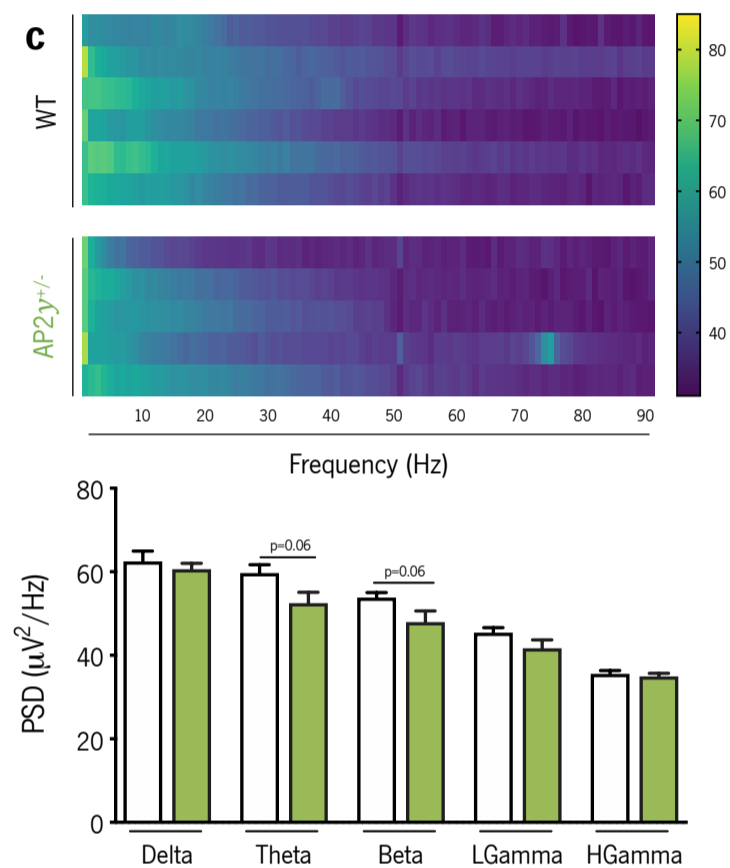 c
WT
AP2γ+/-
80
70
60
50
40
10 20 30 40 50 60 70 80 90
Frequency (Hz)
PSD (µV2/Hz)
80
60
40
20
0
p=0.06
p=0.06
Delta Theta Beta LGamma HGamma